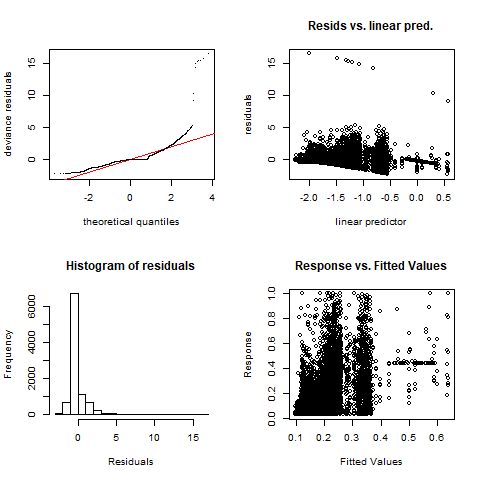 deviance residuals
0 5 10 15
-2 0 2 4
theoretical quantiles
Resids vs. linear pred.
residuals
0 5 10 15
-2.0 -1.5 -1.0 -0.5 0.0 0.5
linear predictor
Histogram of residuals
Frequency
0 2000 4000 6000
0 5 10 15
Residuals
Response vs. Fitted Values
Response
0.0 0.2 0.4 0.6 0.8 1.0
0.1 0.2 0.3 0.4 0.5 0.6
Fitted Values